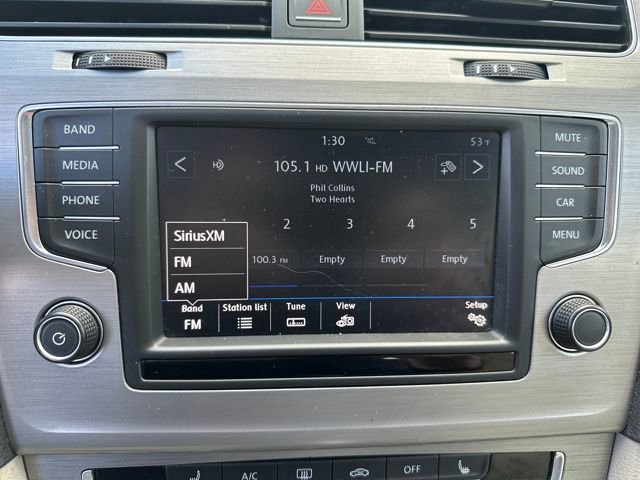 BAND
MEDIA
PHONE
VOICE
1:30
53°F
105.1 HD WWLI-FM
Phil Collins
Two Hearts
2 3 4 5
100.3 FM Empty Empty Empty
SiriusXM
FM
AM
Band Station list Tune View Setup
FM
MUTE
SOUND
CAR
MENU
A/C
OFF